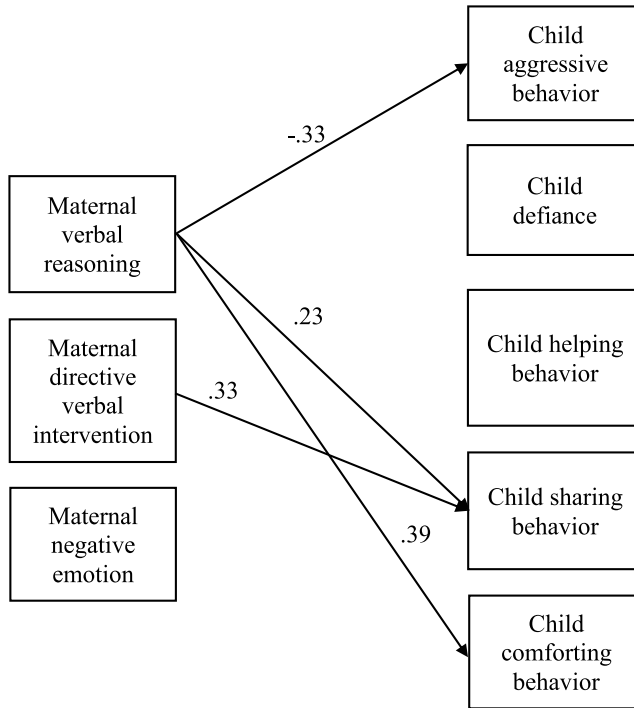 Child
aggressive
behavior
-.33
Child
defiance
Maternal
verbal
reasoning
.23
Child helping
behavior
Maternal
directive
verbal
intervention
.33
Child sharing
behavior
.39
Maternal
negative
emotion
Child
comforting
behavior